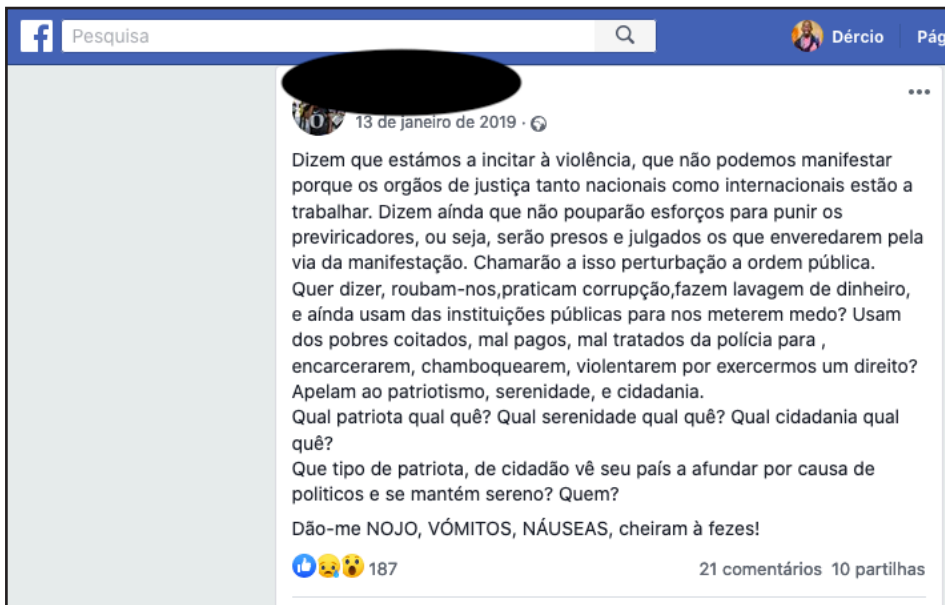 f Pesquisa Dércio Pág
13 de janeiro de 2019 ·
Dizem que estámos a incitar à violência, que não podemos manifestar
porque os orgãos de justiça tanto nacionais como internacionais estão a
trabalhar. Dizem aínda que não pouparão esforços para punir os
previricadores, ou seja, serão presos e julgados os que enveredarem pela
via da manifestação. Chamarão a isso perturbação a ordem pública.
Quer dizer, roubam-nos,praticam corrupção,fazem lavagem de dinheiro,
e aínda usam das instituições públicas para nos meterem medo? Usam
dos pobres coitados, mal pagos, mal tratados da polícia para ,
encarcerarem, chamboquearem, violentarem por exercermos um direito?
Apelam ao patriotismo, serenidade, e cidadania.
Qual patriota qual quê? Qual serenidade qual quê? Qual cidadania qual
quê?
Que tipo de patriota, de cidadão vê seu país a afundar por causa de
politicos e se mantém sereno? Quem?
Dão-me NOJO, VÓMITOS, NÁUSEAS, cheiram à fezes!
187 21 comentários 10 partilhas